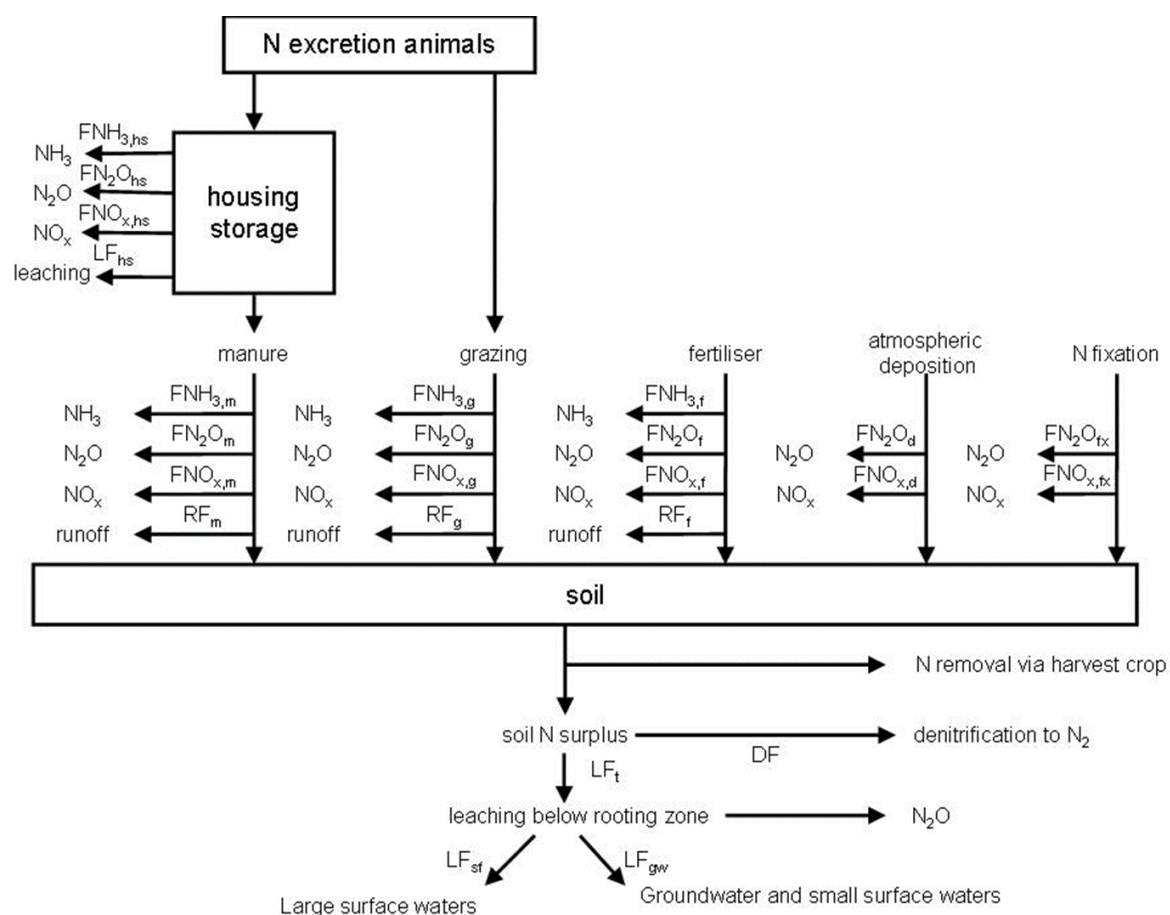 N excretion animals
FNH₃,hs
NH₃
FN₂Ohs
N₂O
FNOx,hs
NOx
LFhs
leaching
housing
storage
manure
grazing
fertiliser
atmospheric
deposition
N fixation
FNH₃,m
NH₃
FN₂Om
N₂O
FNOx,m
NOx
RFm
runoff
FNH₃,g
NH₃
FN₂Og
N₂O
FNOx,g
NOx
RFg
runoff
FNH₃,f
NH₃
FN₂Of
N₂O
FNOx,f
NOx
RFf
runoff
FN₂Od
N₂O
FNOx,d
NOx
FN₂Ofx
N₂O
FNOx,fx
NOx
soil
N removal via harvest crop
soil N surplus
DF
denitrification to N₂
LFt
leaching below rooting zone
N₂O
LFsf
LFgw
Large surface waters
Groundwater and small surface waters